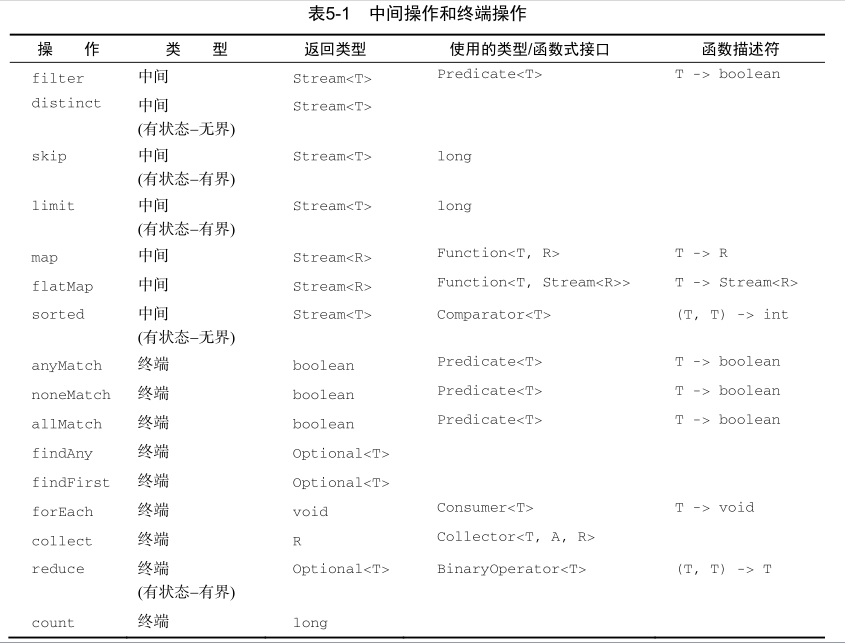 表5-1 中间操作和终端操作
操 作 类 型 返回类型 使用的类型/函数式接口 函数描述符
filter 中间 Stream<T> Predicate<T> T -> boolean
distinct 中间 Stream<T>
(有状态–无界)
skip 中间 Stream<T> long
(有状态–有界)
limit 中间 Stream<T> long
(有状态–有界)
map 中间 Stream<R> Function<T, R> T -> R
flatMap 中间 Stream<R> Function<T, Stream<R>> T -> Stream<R>
sorted 中间 Stream<T> Comparator<T> (T, T) -> int
(有状态–无界)
anyMatch 终端 boolean Predicate<T> T -> boolean
noneMatch 终端 boolean Predicate<T> T -> boolean
allMatch 终端 boolean Predicate<T> T -> boolean
findAny 终端 Optional<T>
findFirst 终端 Optional<T>
forEach 终端 void Consumer<T> T -> void
collect 终端 R Collector<T, A, R>
reduce 终端 Optional<T> BinaryOperator<T> (T, T) -> T
(有状态–有界)
count 终端 long